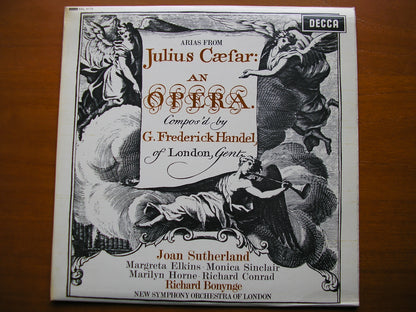 DECCA
ARIAS FROM
Julius Cæſar:
AN
OPERA.
Compos'd by
G. Frederick Handel
of London, Gent.
Joan Sutherland
Margreta Elkins · Monica Sinclair
Marilyn Horne · Richard Conrad
Richard Bonynge
NEW SYMPHONY ORCHESTRA OF LONDON